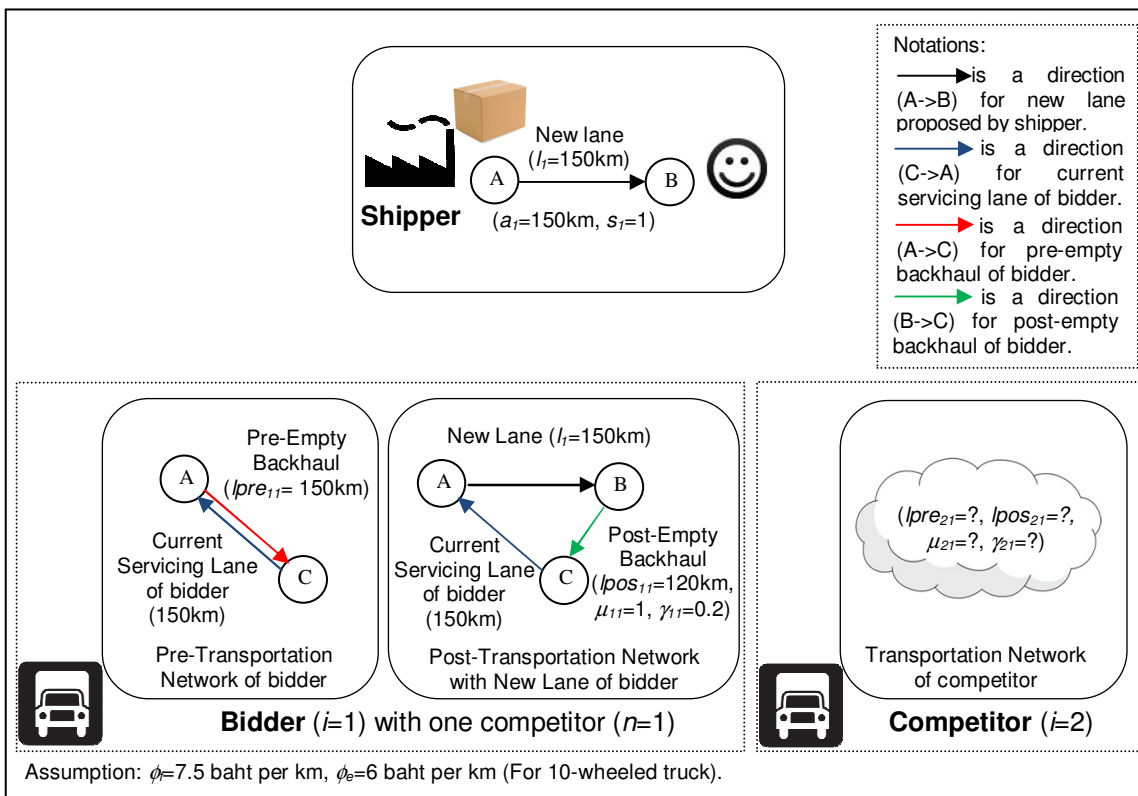 Notations:
is a direction
(A->B) for new lane
proposed by shipper.
is a direction
(C->A) for current
servicing lane of bidder.
is a direction
(A->C) for pre-empty
backhaul of bidder.
is a direction
(B->C) for post-empty
backhaul of bidder.
New lane
(l₁=150km)
A
B
Shipper
(a₁=150km, s₁=1)
Pre-Empty
Backhaul
(lpre₁₁= 150km)
A
Current
Servicing Lane
of bidder
(150km)
C
Pre-Transportation
Network of bidder
New Lane (l₁=150km)
A
B
Current
Servicing Lane
of bidder
(150km)
C
Post-Empty
Backhaul
(lpos₁₁=120km,
μ₁₁=1, γ₁₁=0.2)
Post-Transportation Network
with New Lane of bidder
Bidder (i=1) with one competitor (n=1)
(lpre₂₁=?, lpos₂₁=?,
μ₂₁=?, γ₂₁=?)
Transportation Network
of competitor
Competitor (i=2)
Assumption: ϕf=7.5 baht per km, ϕe=6 baht per km (For 10-wheeled truck).